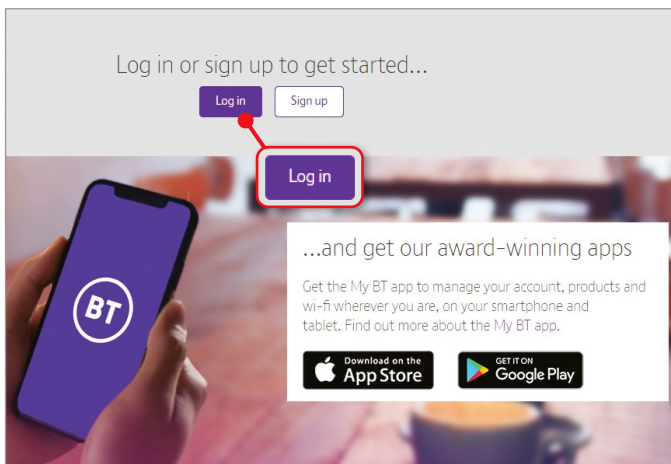 Log in or sign up to get started...
Log in
Sign up
Log in
...and get our award-winning apps
Get the My BT app to manage your account, products and
wi-fi wherever you are, on your smartphone and
tablet. Find out more about the My BT app.
BT
Download on the
App Store
GET IT ON
Google Play